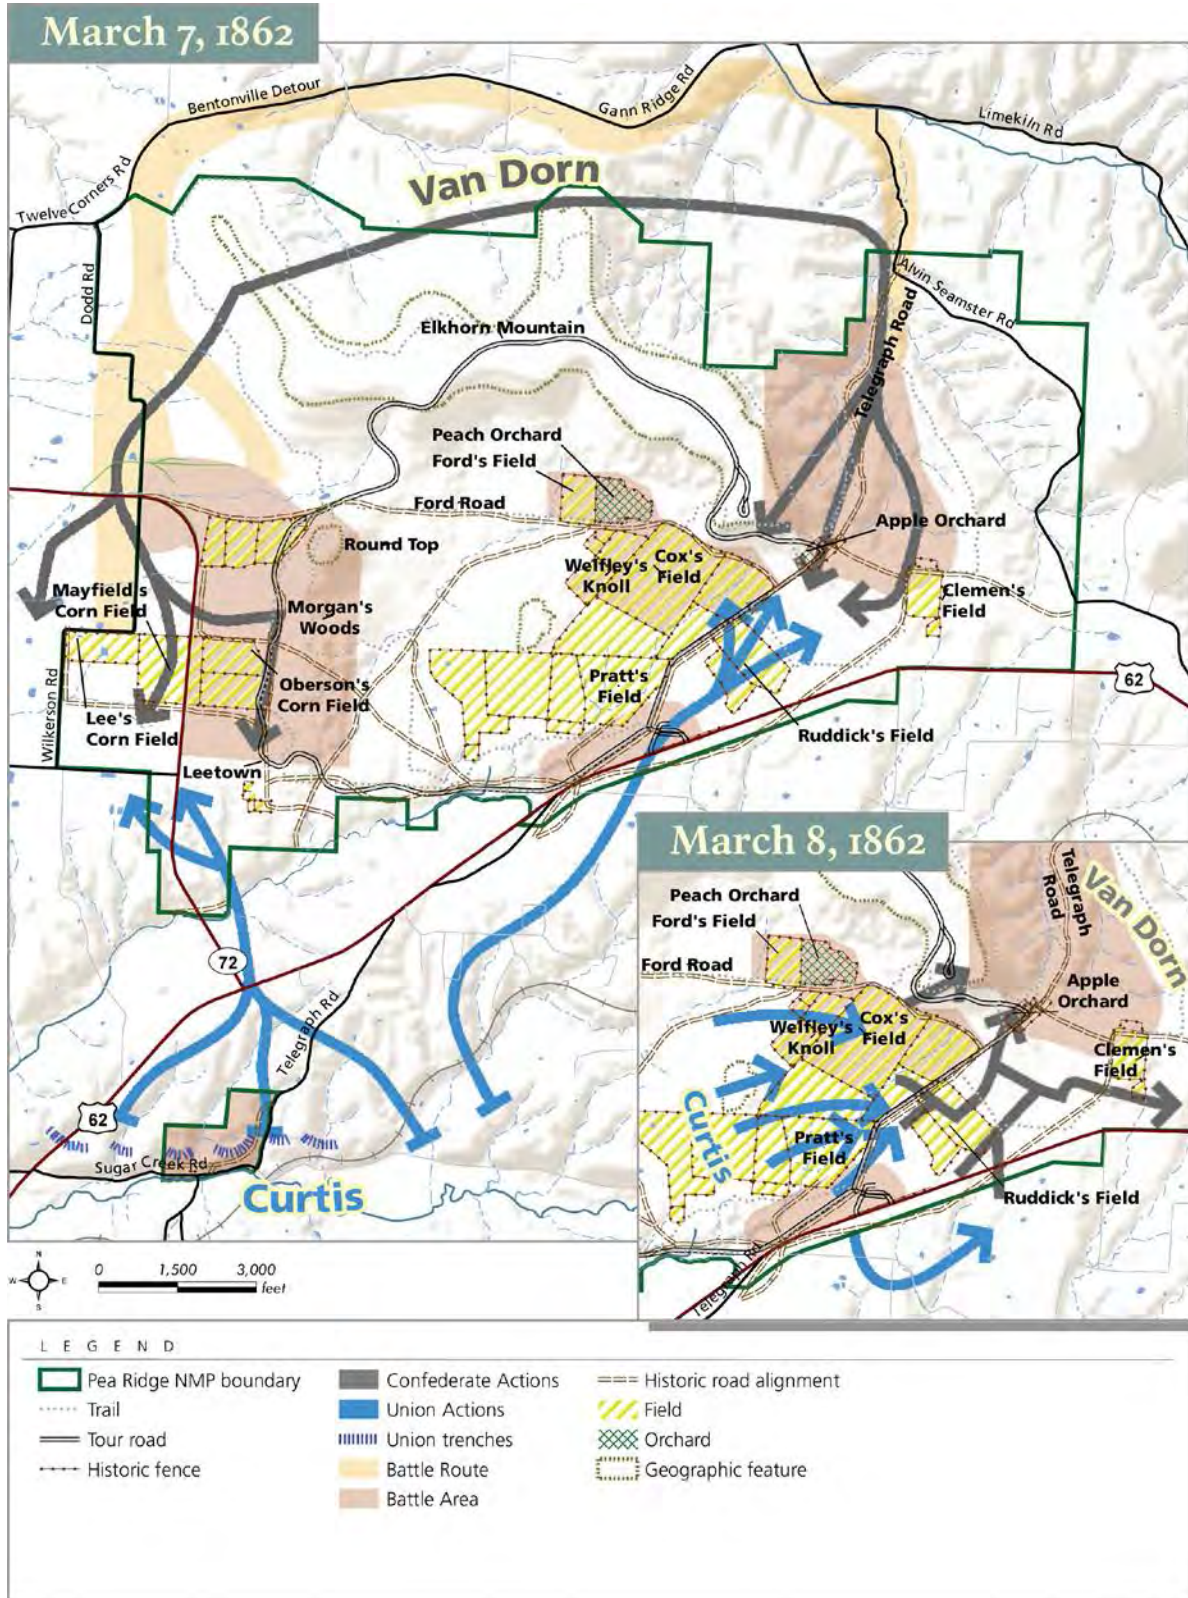 March 7, 1862
Bentonville Detour
Gann Ridge Rd
Limekiln Rd
Twelve Corners Rd
Van Dorn
Dodd Rd
Alvin Seamster Rd
Telegraph Road
Elkhorn Mountain
Peach Orchard
Ford's Field
Ford Road
Apple Orchard
Round Top
Welfley's
Knoll
Cox's
Field
Mayfield's
Corn Field
Clemen's
Field
Morgan's
Woods
Oberson's
Corn Field
Pratt's
Field
62
Wilkerson Rd
Lee's
Corn Field
Ruddick's Field
Leetown
72
Telegraph Rd
62
Sugar Creek Rd
Curtis
March 8, 1862
Telegraph
Road
Van Dorn
Peach Orchard
Ford's Field
Ford Road
Apple
Orchard
Welfley's
Knoll
Cox's
Field
Clemen's
Field
Curtis
Pratt's
Field
Ruddick's Field
Telegraph Rd
N
W
E
S
0 1,500 3,000
feet
LEGEND
Pea Ridge NMP boundary
Trail
Tour road
Historic fence
Confederate Actions
Union Actions
Union trenches
Battle Route
Battle Area
Historic road alignment
Field
Orchard
Geographic feature